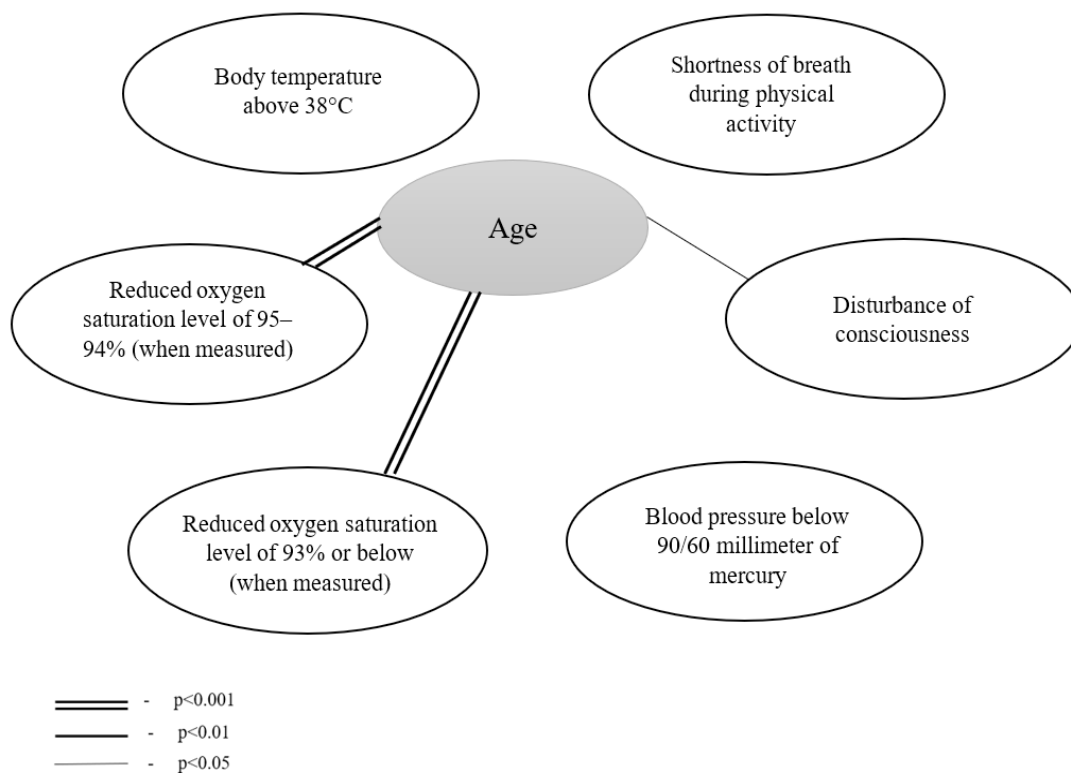 Body temperature
above 38°C
Shortness of breath
during physical
activity
Age
Reduced oxygen
saturation level of 95–
94% (when measured)
Disturbance of
consciousness
Reduced oxygen saturation
level of 93% or below
(when measured)
Blood pressure below
90/60 millimeter of
mercury
- p<0.001
- p<0.01
- p<0.05